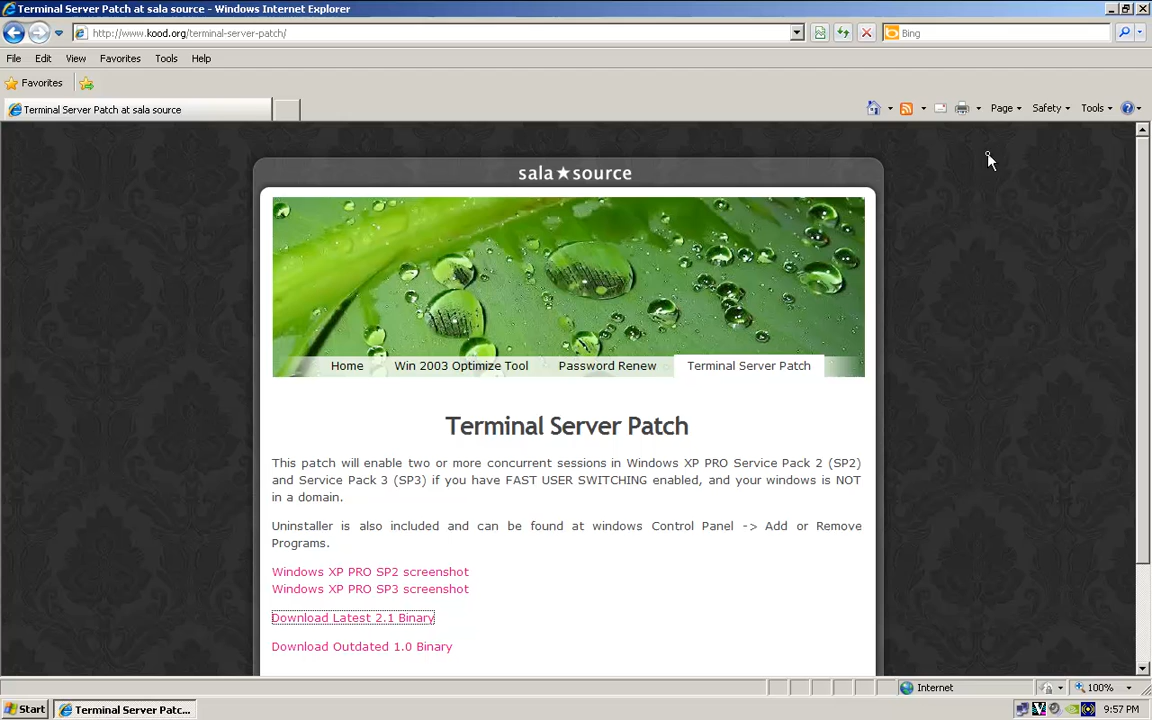 Terminal Server Patch at sala source - Windows Internet Explorer
http://www.kood.org/terminal-server-patch/
Bing
File Edit View Favorites Tools Help
Favorites
Terminal Server Patch at sala source
Page Safety Tools
sala★source
Home Win 2003 Optimize Tool Password Renew Terminal Server Patch
Terminal Server Patch
This patch will enable two or more concurrent sessions in Windows XP PRO Service Pack 2 (SP2)
and Service Pack 3 (SP3) if you have FAST USER SWITCHING enabled, and your windows is NOT
in a domain.
Uninstaller is also included and can be found at windows Control Panel -> Add or Remove
Programs.
Windows XP PRO SP2 screenshot
Windows XP PRO SP3 screenshot
Download Latest 2.1 Binary
Download Outdated 1.0 Binary
Internet 100%
Start Terminal Server Patc... 9:57 PM